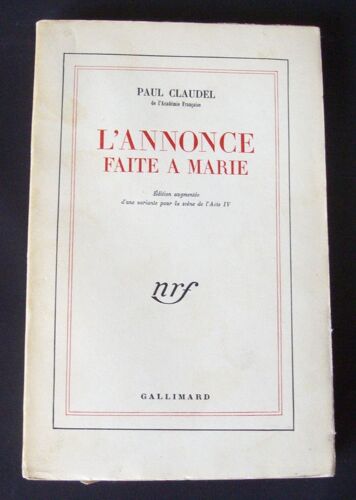 PAUL CLAUDEL
de l'Académie Française
L'ANNONCE
FAITE A MARIE
Édition augmentée
d'une variante pour la scène de l'Acte IV
nrf
GALLIMARD